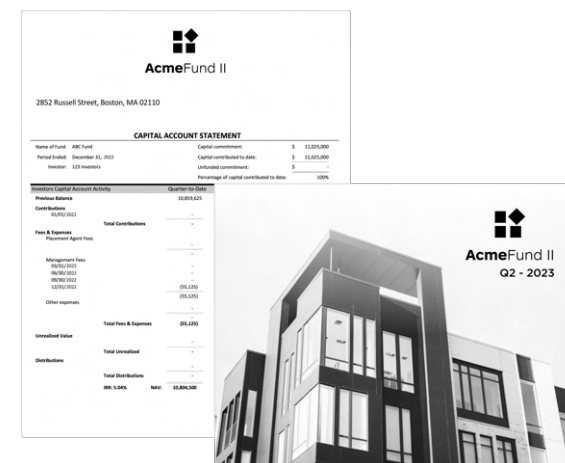 AcmeFund II
2852 Russell Street, Boston, MA 02110
CAPITAL ACCOUNT STATEMENT
Name of Fund: ABC Fund Capital commitment: $ 11,025,000
Period Ended: December 31, 2022 Capital contributed to date: $ 11,025,000
Investor: 123 Investors Unfunded commitment: $ -
Percentage of capital contributed to date: 100%
Investors Capital Account Activity Quarter-to-Date
Previous Balance 10,859,625
Contributions
01/02/2022 -
Total Contributions -
Fees & Expenses
Placement Agent Fees
-
-
Management Fees
03/31/2022 -
06/30/2022 -
09/30/2022 -
12/31/2022 (55,125)
(55,125)
Other expenses
-
-
Total Fees & Expenses (55,125)
Unrealized Value
-
Total Unrealized -
Distributions
-
Total Distributions -
IRR: 5.04% NAV: 10,804,500
AcmeFund II
Q2 - 2023